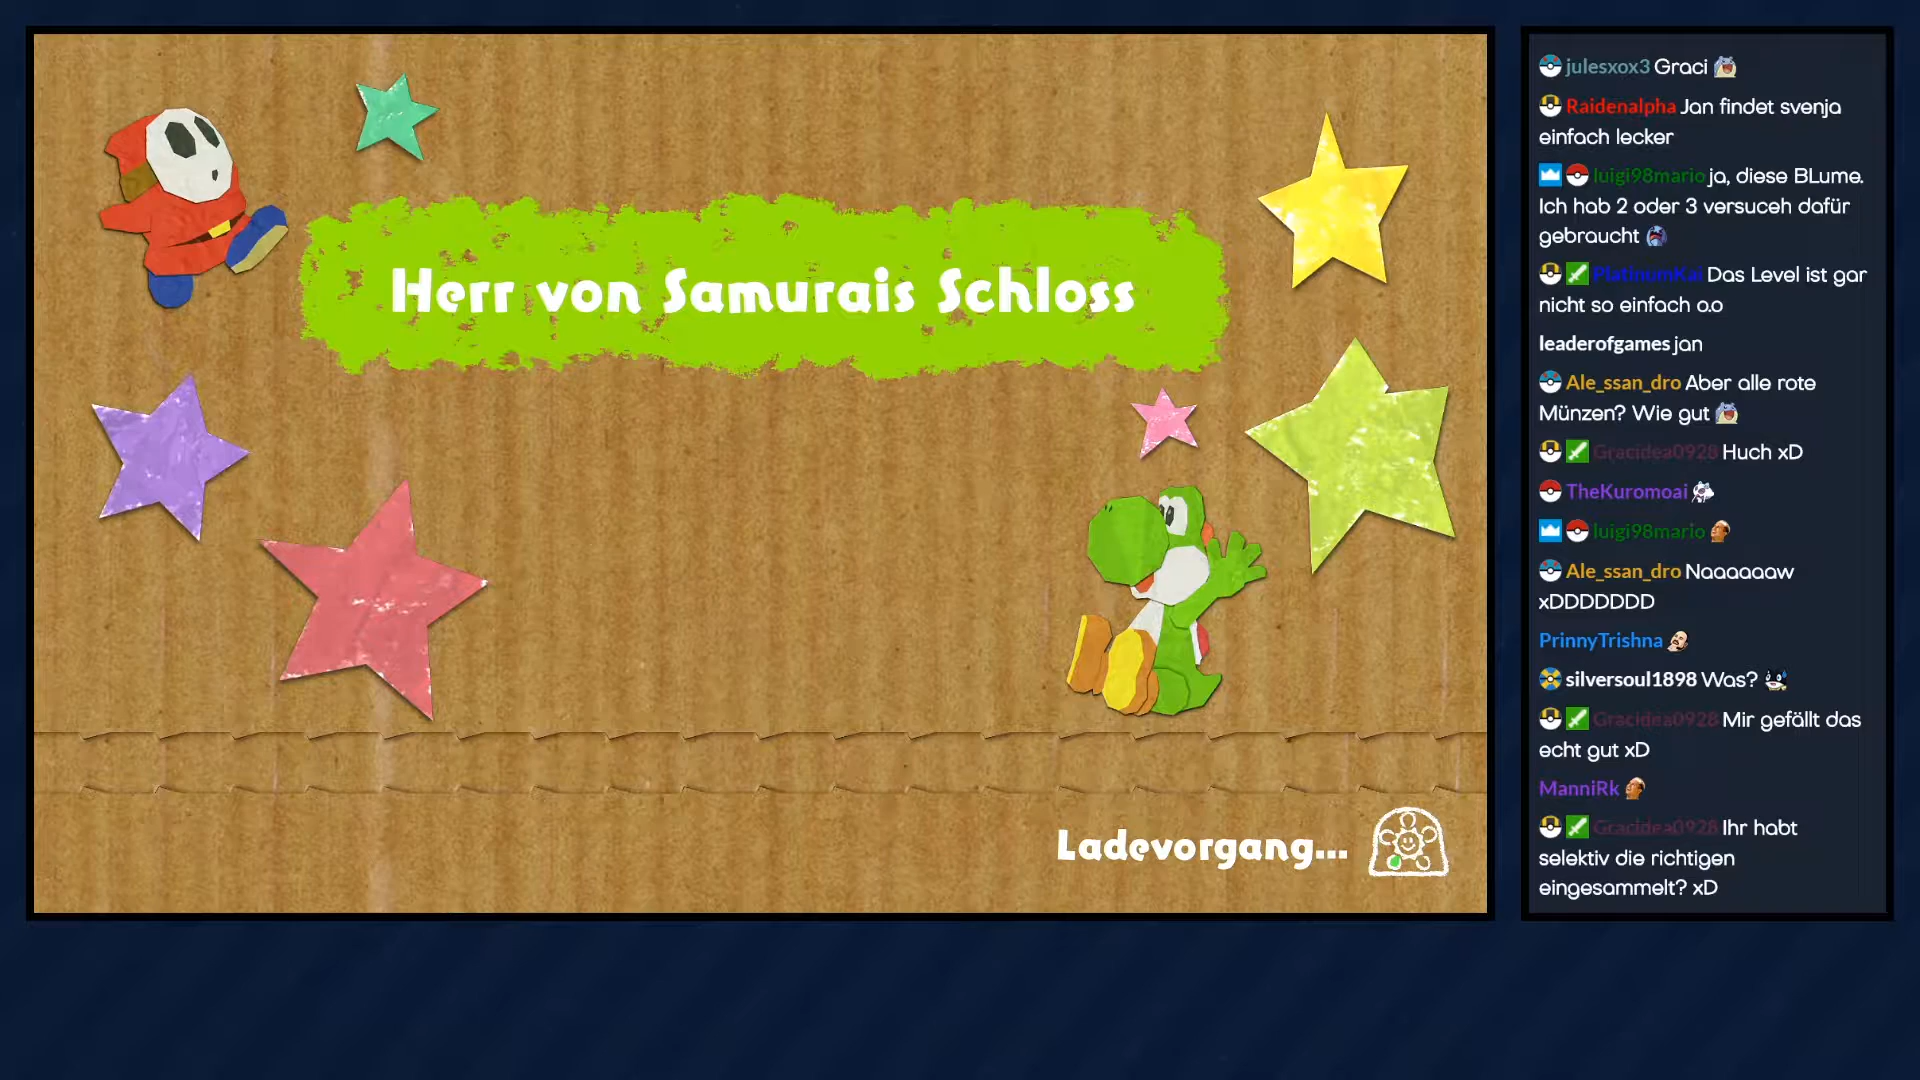 Herr von Samurais Schloss
Ladevorgang...
julesxox3 Graci
Raidenalpha Jan findet svenja
einfach lecker
luigi98mario ja, diese BLume.
Ich hab 2 oder 3 versuceh dafür
gebraucht
PlatinumKai Das Level ist gar
nicht so einfach o.o
leaderofgames jan
Ale_ssan_dro Aber alle rote
Münzen? Wie gut
Gracidea0928 Huch xD
TheKuromoai
luigi98mario
Ale_ssan_dro Naaaaaaw
xDDDDDDD
PrinnyTrishna
silversoul1898 Was?
Gracidea0928 Mir gefällt das
echt gut xD
ManniRk
Gracidea0928 Ihr habt
selektiv die richtigen
eingesammelt? xD